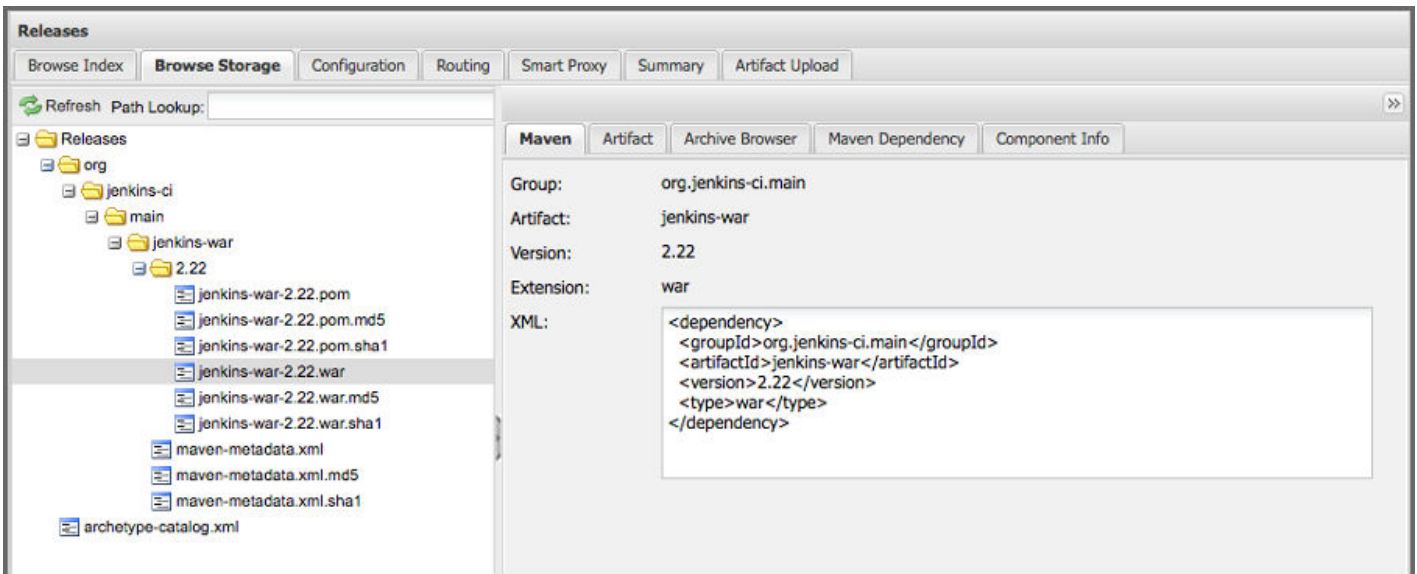 Releases
Browse Index Browse Storage Configuration Routing Smart Proxy Summary Artifact Upload
Refresh Path Lookup:
Releases
org
jenkins-ci
main
jenkins-war
2.22
jenkins-war-2.22.pom
jenkins-war-2.22.pom.md5
jenkins-war-2.22.pom.sha1
jenkins-war-2.22.war
jenkins-war-2.22.war.md5
jenkins-war-2.22.war.sha1
maven-metadata.xml
maven-metadata.xml.md5
maven-metadata.xml.sha1
archetype-catalog.xml
Maven Artifact Archive Browser Maven Dependency Component Info
Group: org.jenkins-ci.main
Artifact: jenkins-war
Version: 2.22
Extension: war
XML: <dependency>
<groupId>org.jenkins-ci.main</groupId>
<artifactId>jenkins-war</artifactId>
<version>2.22</version>
<type>war</type>
</dependency>